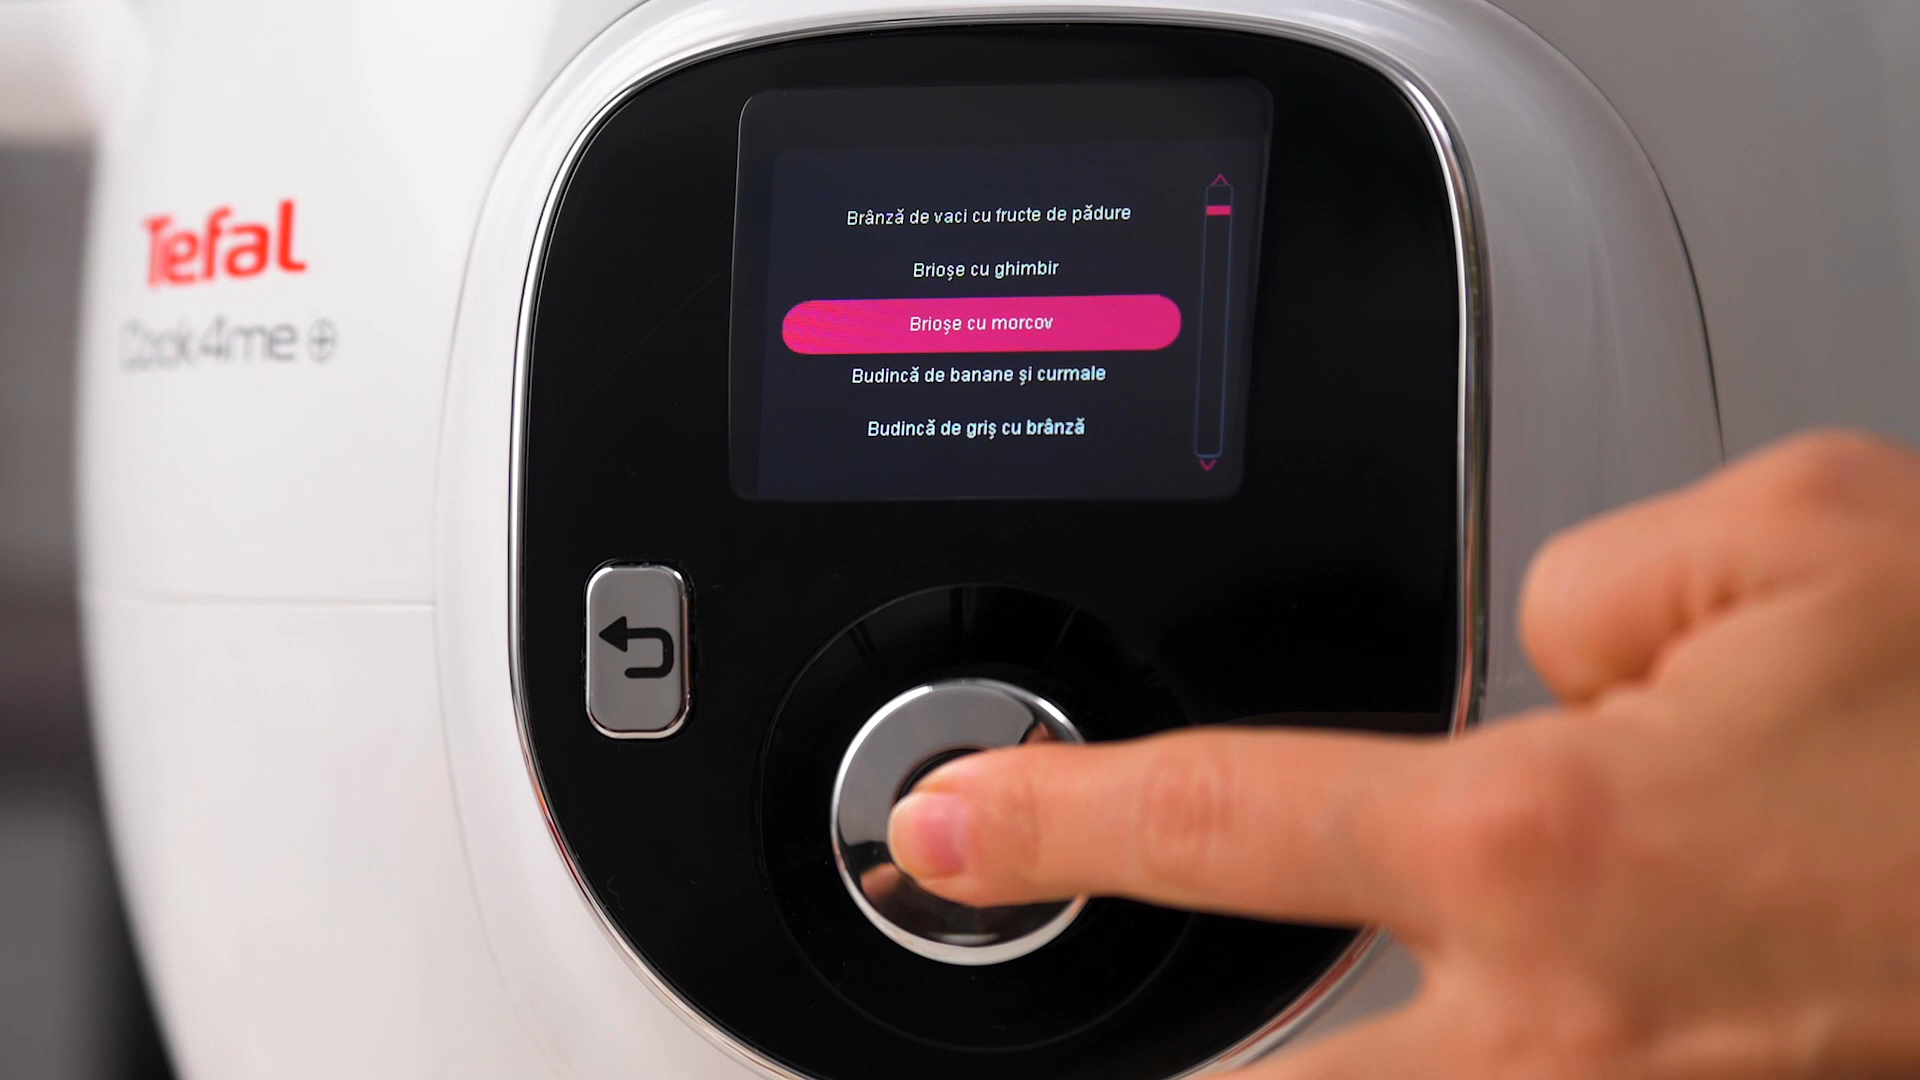 Tefal
Cook4me
Brânză de vaci cu fructe de pădure
Brioșe cu ghimbir
Brioșe cu morcov
Budincă de banane și curmale
Budincă de griș cu brânză